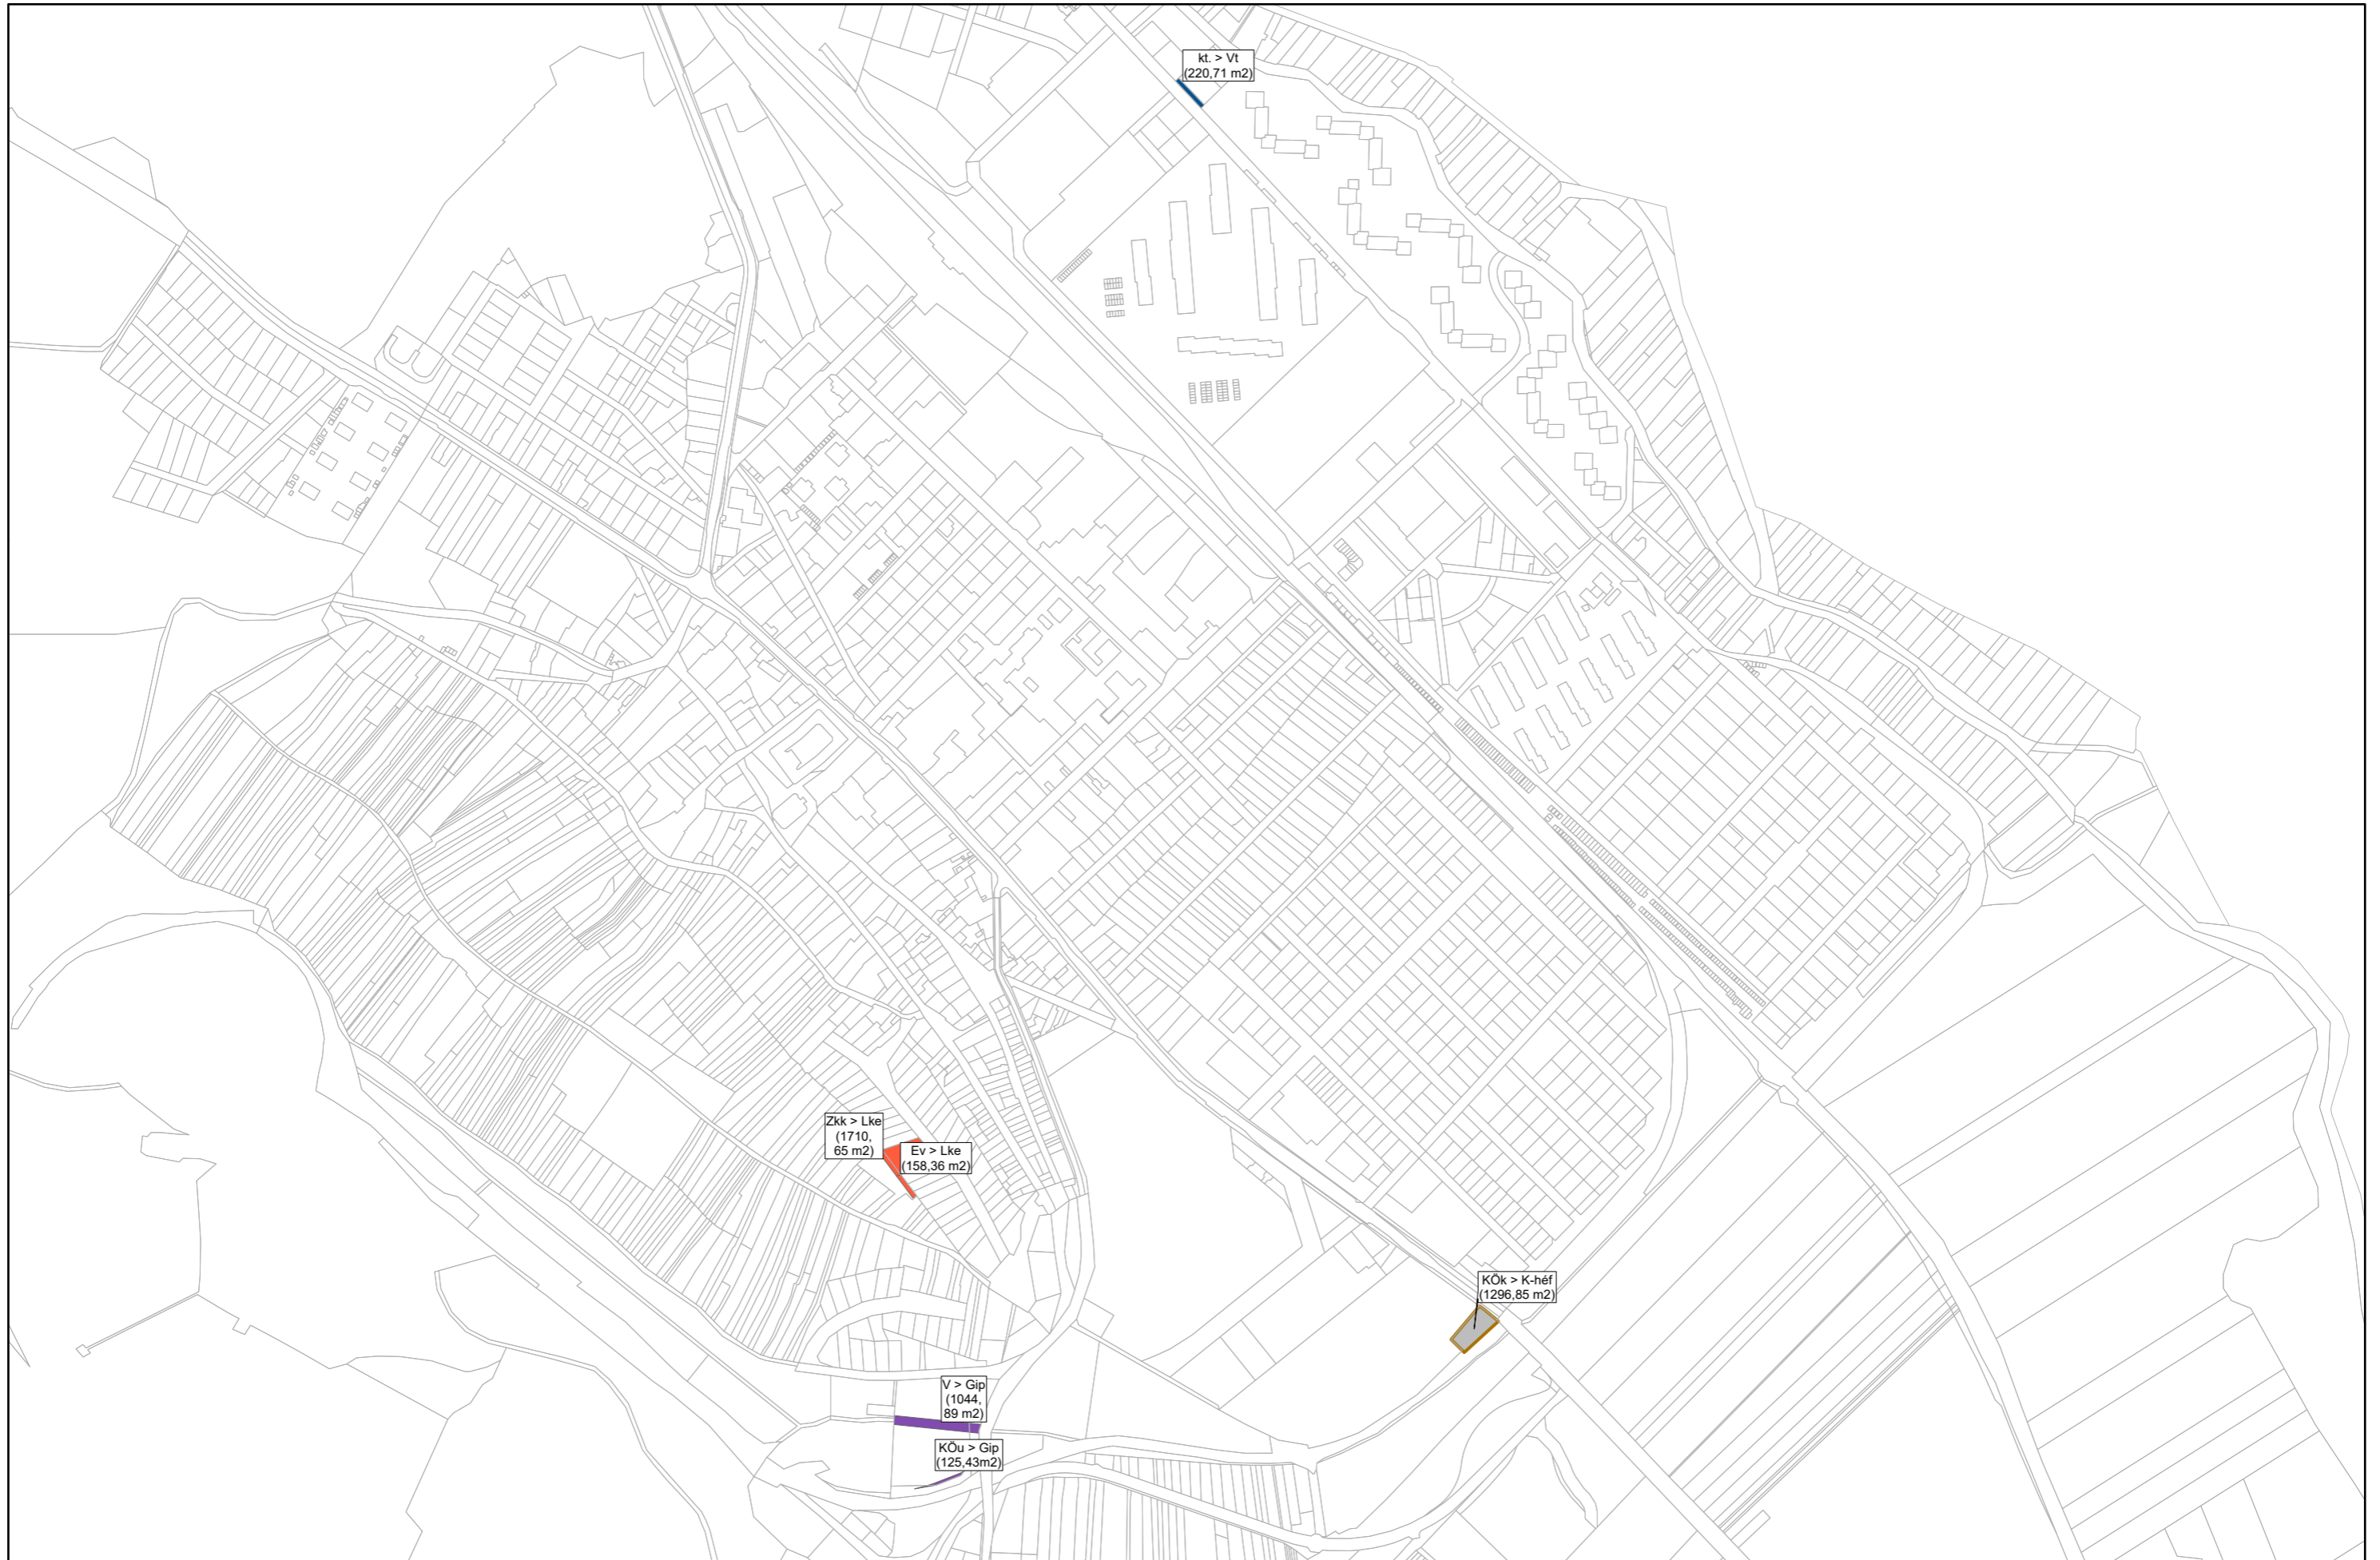 kt. > Vt
(220,71 m2)
Zkk > Lke
(1710,
65 m2)
Ev > Lke
(158,36 m2)
KÖk > K-héf
(1296,85 m2)
V > Gip
(1044,
89 m2)
KÖu > Gip
(125,43m2)